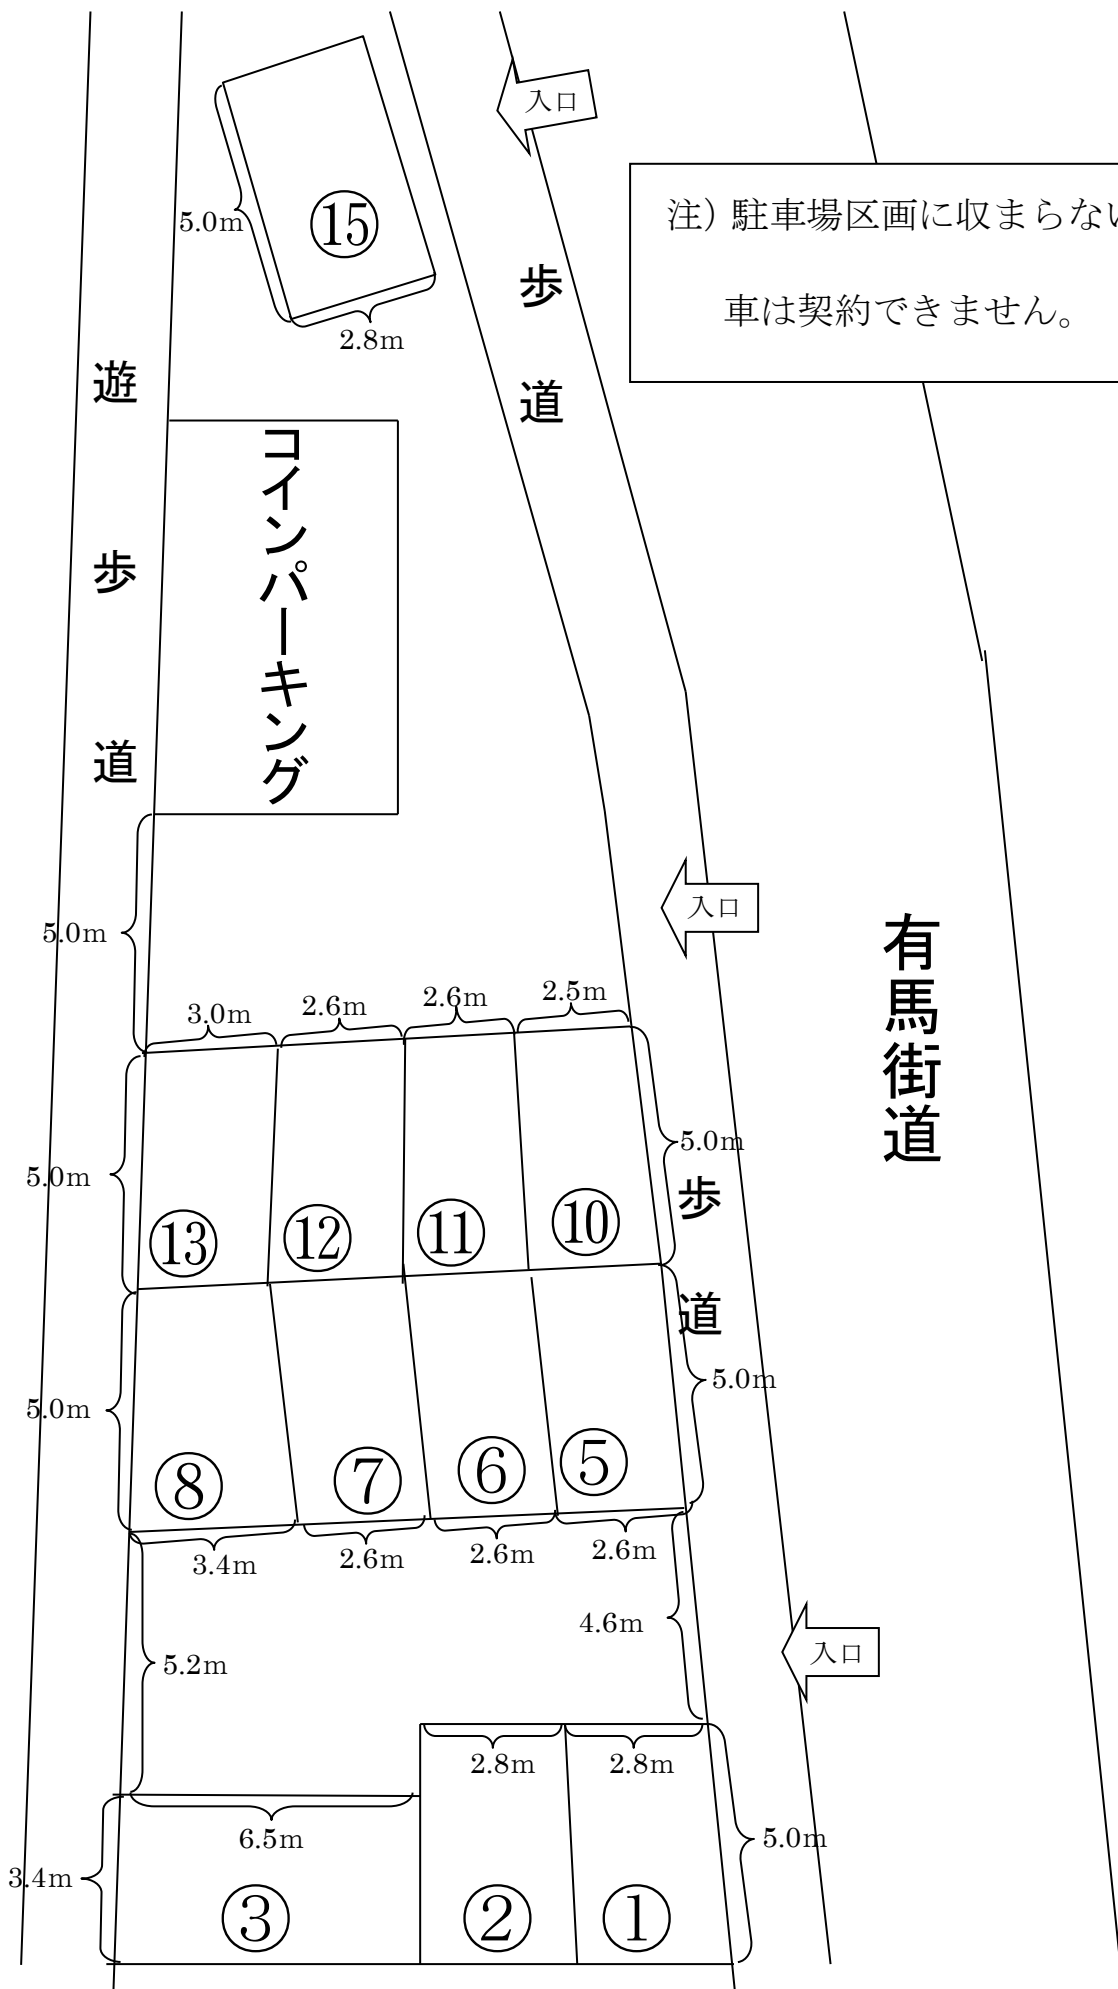 入口
注）駐車場区画に収まらない
車は契約できません。
5.0m
⑮
2.8m
歩道
遊歩道
コインパーキング
入口
5.0m
有馬街道
3.0m
2.6m
2.6m
2.5m
5.0m
5.0m
歩道
⑬
⑫
⑪
⑩
5.0m
5.0m
⑧
⑦
⑥
⑤
3.4m
2.6m
2.6m
2.6m
4.6m
入口
5.2m
2.8m
2.8m
6.5m
5.0m
3.4m
③
②
①